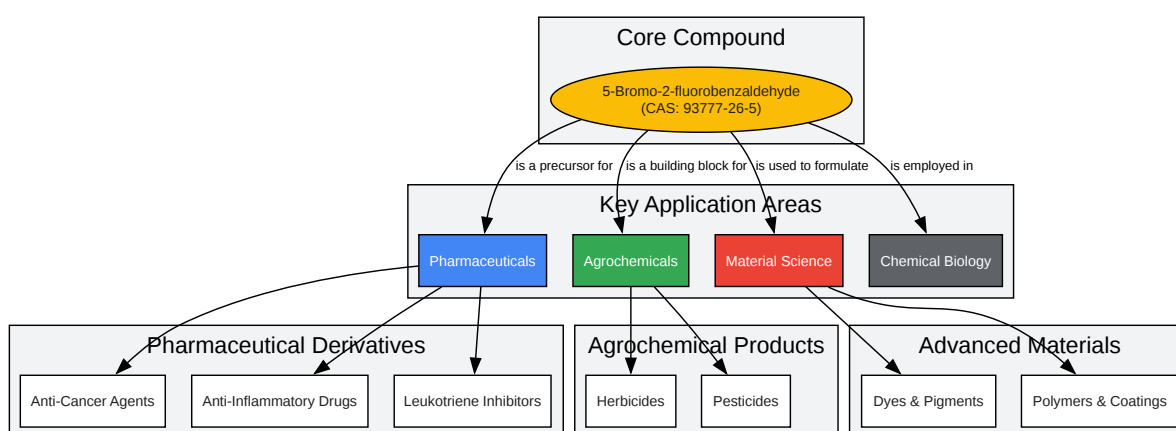 Core Compound
5-Bromo-2-fluorobenzaldehyde
(CAS: 93777-26-5)
is a precursor for
is a building block for
is used to formulate
is employed in
Key Application Areas
Pharmaceuticals
Agrochemicals
Material Science
Chemical Biology
Pharmaceutical Derivatives
Agrochemical Products
Advanced Materials
Anti-Cancer Agents
Anti-Inflammatory Drugs
Leukotriene Inhibitors
Herbicides
Pesticides
Dyes & Pigments
Polymers & Coatings